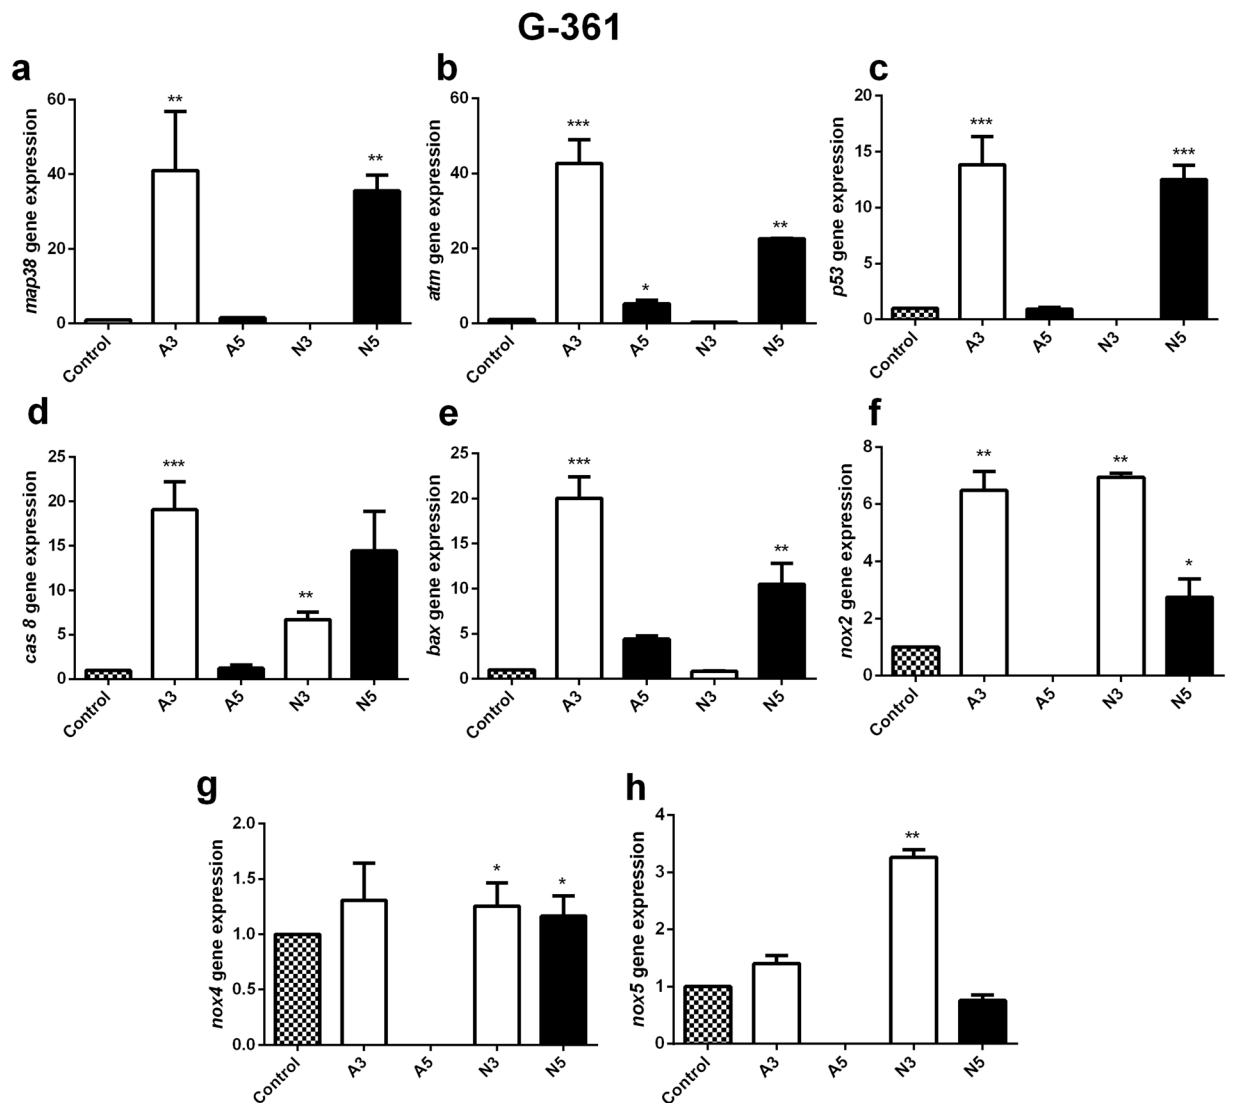 G-361
a
map38 gene expression
60
40
20
0
**
**
Control A3 A5 N3 N5
b
atm gene expression
60
40
20
0
***
*
**
Control A3 A5 N3 N5
c
p53 gene expression
20
15
10
5
0
***
***
Control A3 A5 N3 N5
d
cas 8 gene expression
25
20
15
10
5
0
***
**
Control A3 A5 N3 N5
e
bax gene expression
25
20
15
10
5
0
***
**
Control A3 A5 N3 N5
f
nox2 gene expression
8
6
4
2
0
**
**
*
Control A3 A5 N3 N5
g
nox4 gene expression
2.0
1.5
1.0
0.5
0.0
*
*
Control A3 A5 N3 N5
h
nox5 gene expression
4
3
2
1
0
**
Control A3 A5 N3 N5